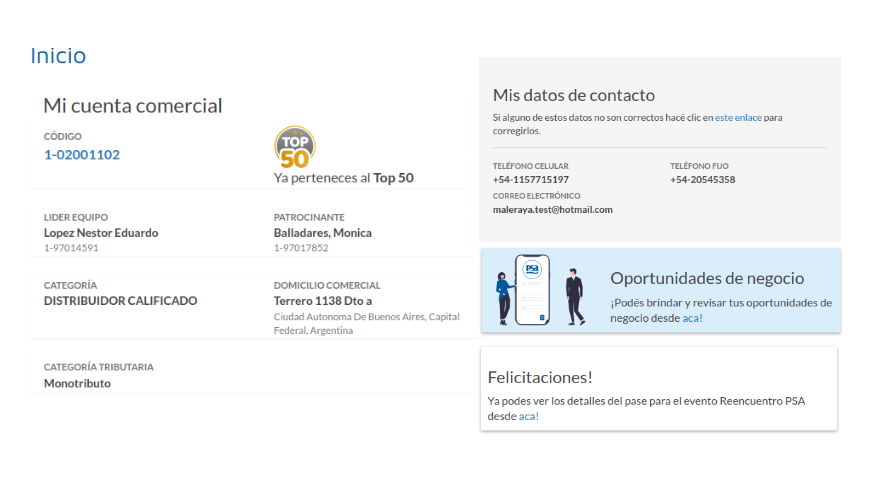 Inicio
Mi cuenta comercial
CÓDIGO
1-02001102
TOP
50
Ya perteneces al Top 50
LIDER EQUIPO
Lopez Nestor Eduardo
1-97014591
PATROCINANTE
Balladares, Monica
1-97017852
CATEGORÍA
DISTRIBUIDOR CALIFICADO
DOMICILIO COMERCIAL
Terrero 1138 Dto a
Ciudad Autonoma De Buenos Aires, Capital
Federal, Argentina
CATEGORÍA TRIBUTARIA
Monotributo
Mis datos de contacto
Si alguno de estos datos no son correctos hacé clic en este enlace para
corregirlos.
TELÉFONO CELULAR
+54-1157715197
TELÉFONO FIJO
+54-20545358
CORREO ELECTRÓNICO
maleraya.test@hotmail.com
PSA
Oportunidades de negocio
¡Podés brindar y revisar tus oportunidades de
negocio desde aca!
Felicitaciones!
Ya podes ver los detalles del pase para el evento Reencuentro PSA
desde aca!